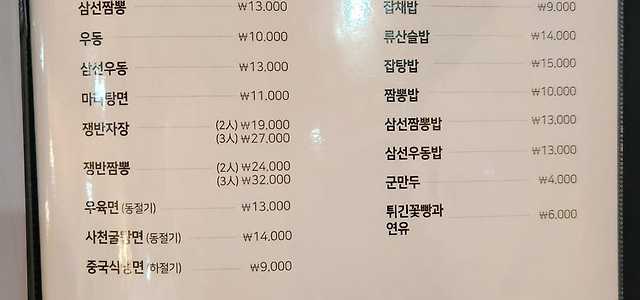 삼선짬뽕 ₩13,000
우동 ₩10,000
삼선우동 ₩13,000
마라탕면 ₩11,000
쟁반자장 (2人) ₩19,000
(3人) ₩27,000
쟁반짬뽕 (2人) ₩24,000
(3人) ₩32,000
우육면 (동절기) ₩13,000
사천굴탕면 (동절기) ₩14,000
중국식냉면 (하절기) ₩9,000
잡채밥 ₩9,000
류산슬밥 ₩14,000
잡탕밥 ₩15,000
짬뽕밥 ₩10,000
삼선짬뽕밥 ₩13,000
삼선우동밥 ₩13,000
군만두 ₩4,000
튀긴꽃빵과 ₩6,000
연유